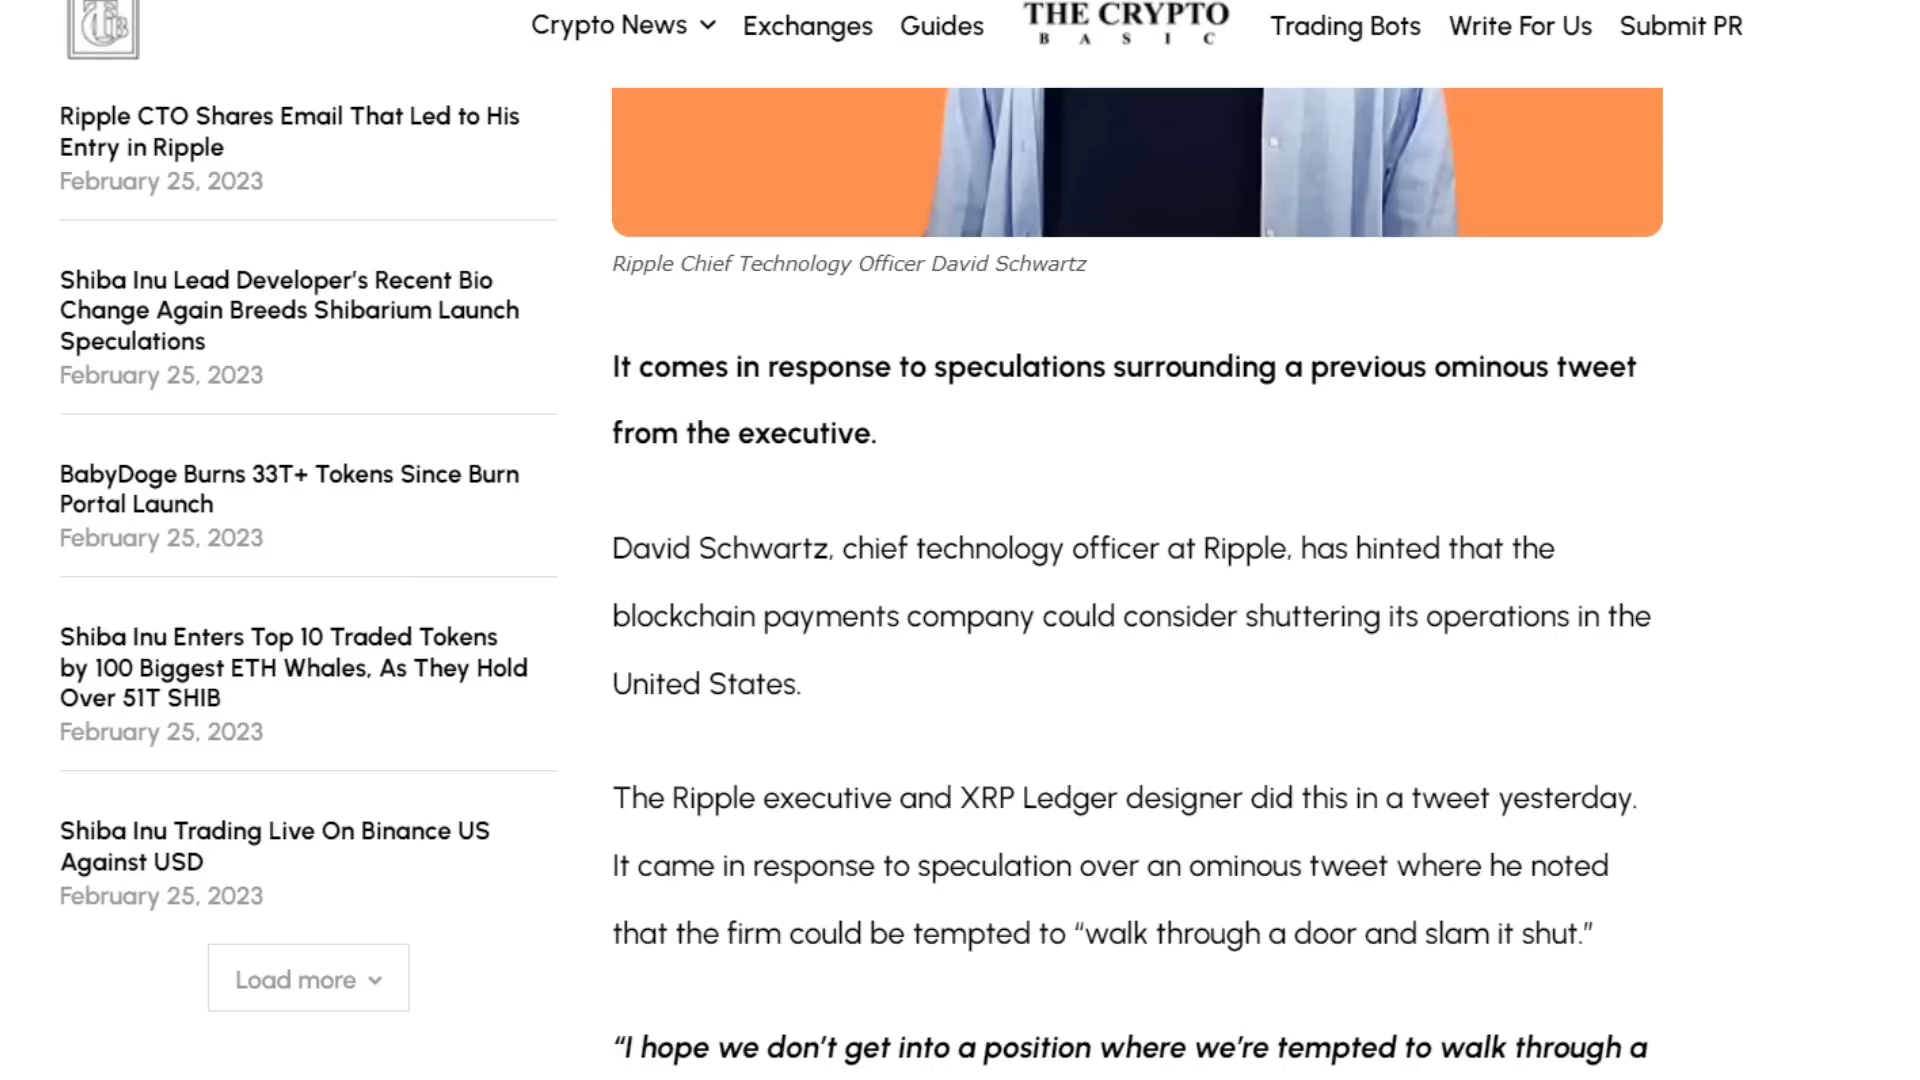 Crypto News
Exchanges
Guides
THE CRYPTO
BASIC
Trading Bots
Write For Us
Submit PR
Ripple CTO Shares Email That Led to His
Entry in Ripple
February 25, 2023
Shiba Inu Lead Developer’s Recent Bio
Change Again Breeds Shibarium Launch
Speculations
February 25, 2023
BabyDoge Burns 33T+ Tokens Since Burn
Portal Launch
February 25, 2023
Shiba Inu Enters Top 10 Traded Tokens
by 100 Biggest ETH Whales, As They Hold
Over 51T SHIB
February 25, 2023
Shiba Inu Trading Live On Binance US
Against USD
February 25, 2023
Load more
Ripple Chief Technology Officer David Schwartz
It comes in response to speculations surrounding a previous ominous tweet
from the executive.
David Schwartz, chief technology officer at Ripple, has hinted that the
blockchain payments company could consider shuttering its operations in the
United States.
The Ripple executive and XRP Ledger designer did this in a tweet yesterday.
It came in response to speculation over an ominous tweet where he noted
that the firm could be tempted to “walk through a door and slam it shut.”
“I hope we don’t get into a position where we’re tempted to walk through a